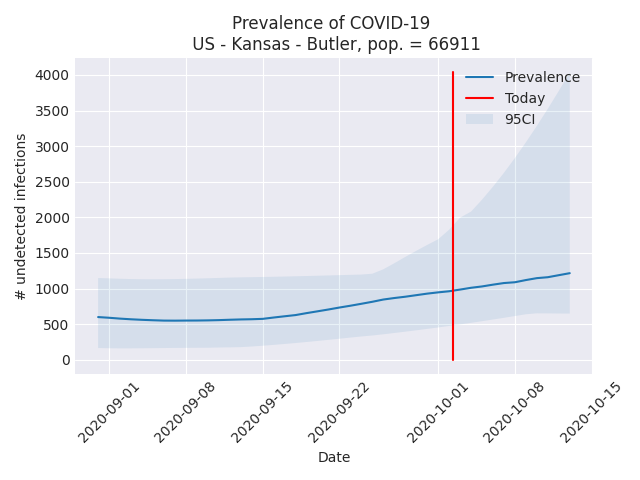 Prevalence of COVID-19
US - Kansas - Butler, pop. = 66911
4000
3500
3000
2500
2000
1500
1000
500
0
# undetected infections
Prevalence
Today
95CI
2020-09-01
2020-09-08
2020-09-15
2020-09-22
2020-10-01
2020-10-08
2020-10-15
Date